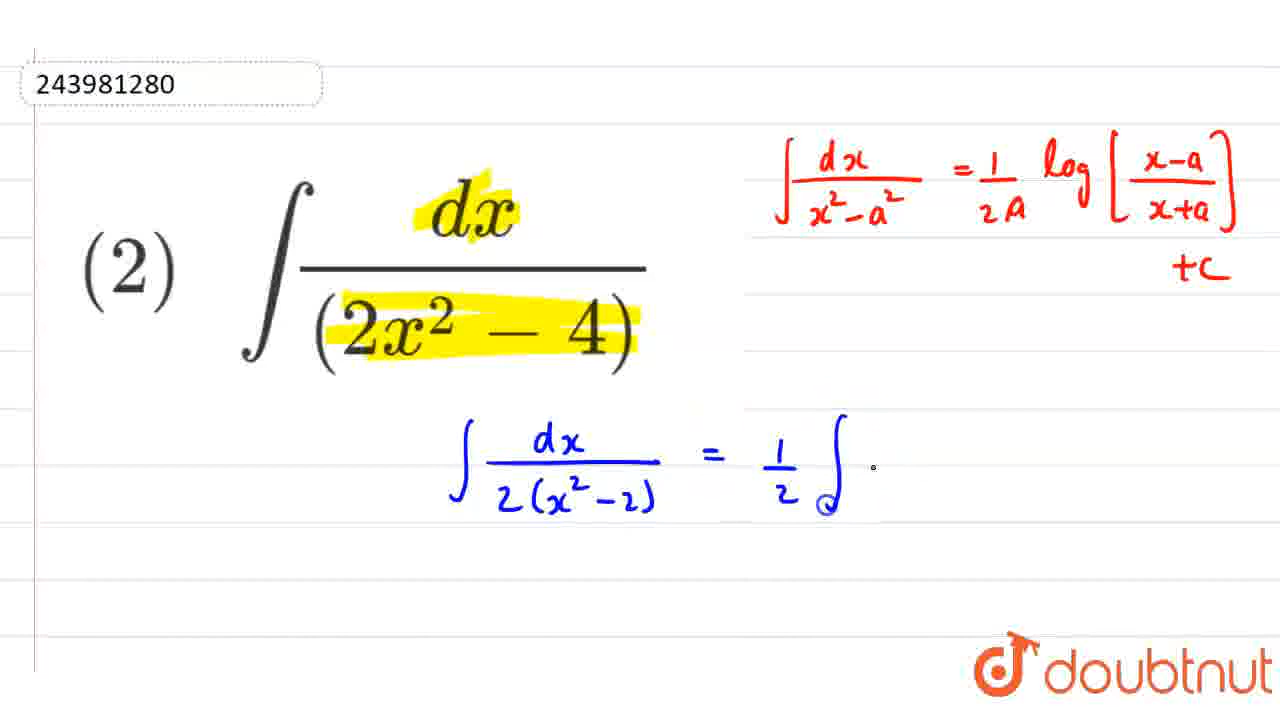 243981280
(2) ∫ dx / (2x² − 4)
∫ dx / x² − a² = 1 / 2A log [ x − a / x + a ]
+ C
∫ dx / 2(x² − 2) = 1 / 2 ∫
doubtnut